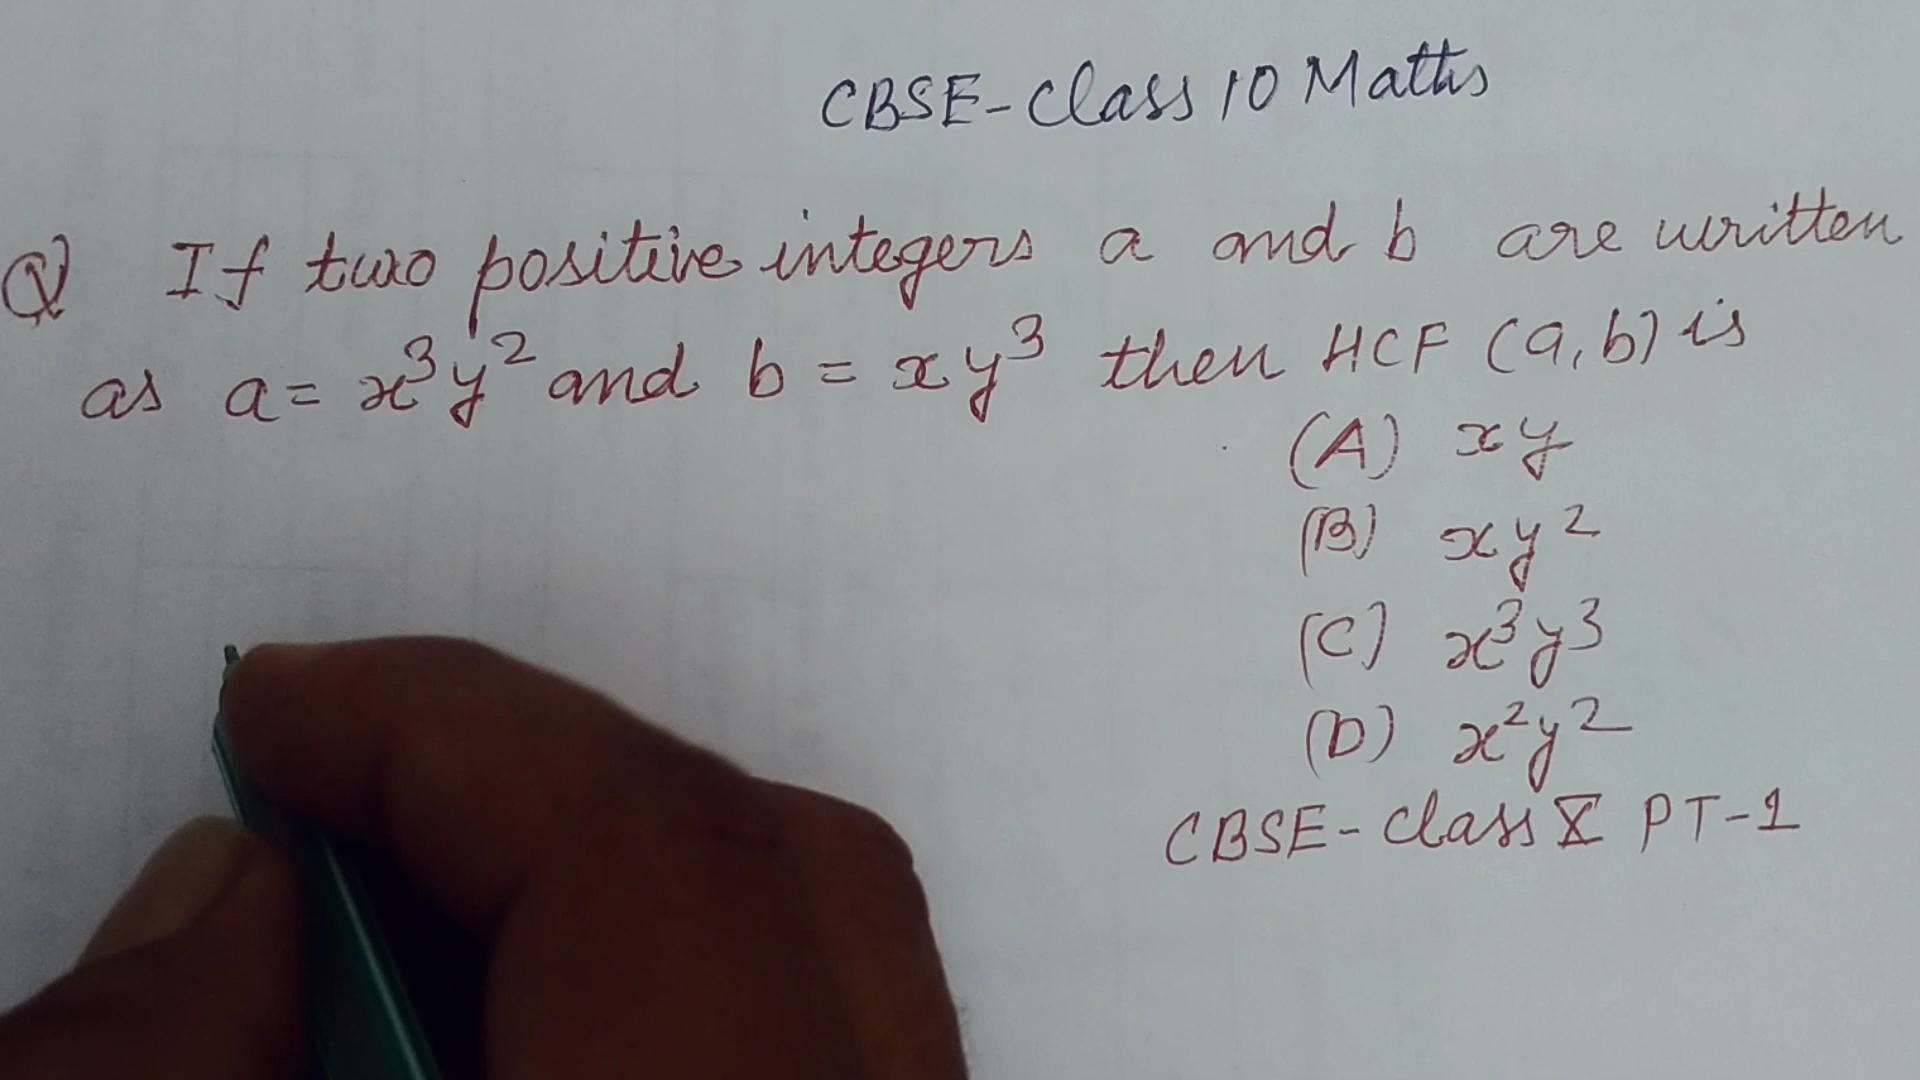 CBSE-Class 10 Maths
Q If two positive integers a and b are written
as a = x³y² and b = xy³ then HCF (a,b) is
(A) xy
(B) xy²
(C) x³y³
(D) x²y²
CBSE-Class X PT-1